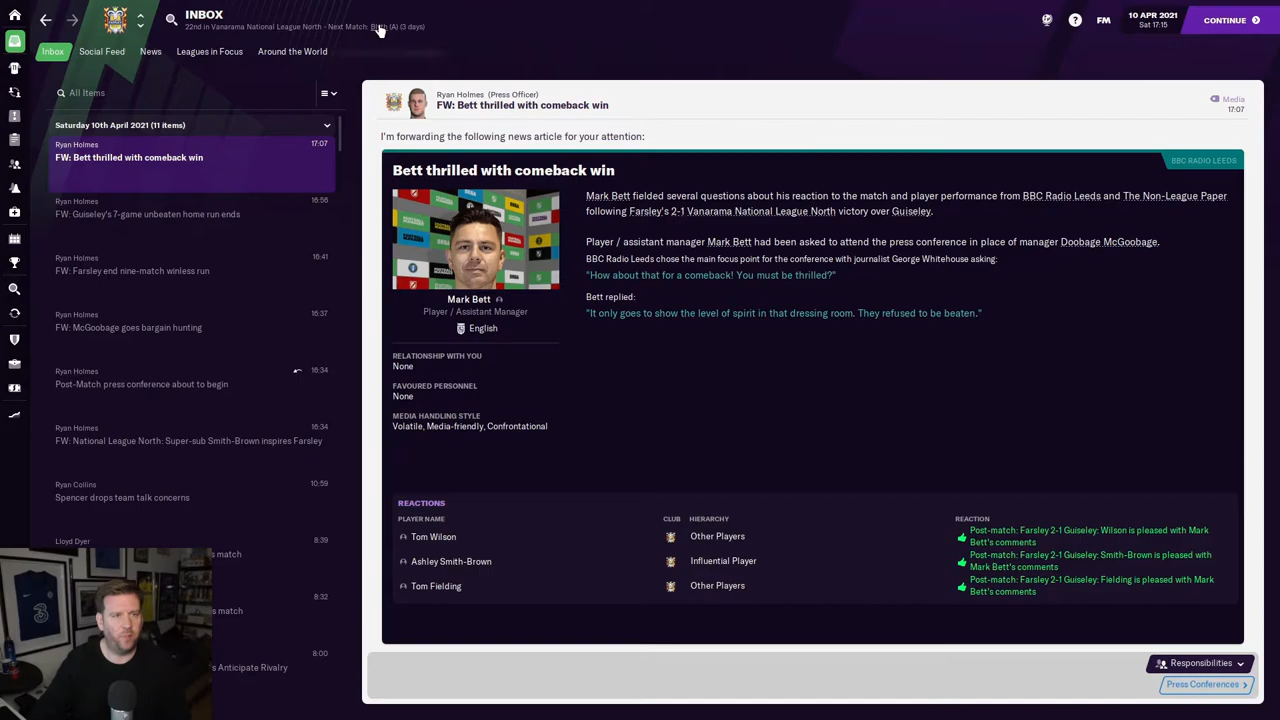 INBOX
22nd in Vanarama National League North - Next Match: Blyth (A) (3 days)
FM
10 APR 2021
Sat 17:15
CONTINUE
Inbox
Social Feed
News
Leagues in Focus
Around the World
All Items
Saturday 10th April 2021 (11 items)
Ryan Holmes
17:07
FW: Bett thrilled with comeback win
Ryan Holmes
16:56
FW: Guiseley's 7-game unbeaten home run ends
Ryan Holmes
16:41
FW: Farsley end nine-match winless run
Ryan Holmes
16:37
FW: McGoobage goes bargain hunting
Ryan Holmes
16:34
Post-Match press conference about to begin
Ryan Holmes
16:34
FW: National League North: Super-sub Smith-Brown inspires Farsley
Ryan Collins
10:59
Spencer drops team talk concerns
Lloyd Dyer
8:39
match
8:32
match
8:00
s Anticipate Rivalry
Ryan Holmes (Press Officer)
FW: Bett thrilled with comeback win
Media
17:07
I'm forwarding the following news article for your attention:
Bett thrilled with comeback win
BBC RADIO LEEDS
Mark Bett fielded several questions about his reaction to the match and player performance from BBC Radio Leeds and The Non-League Paper
following Farsley's 2-1 Vanarama National League North victory over Guiseley.
Player / assistant manager Mark Bett had been asked to attend the press conference in place of manager Doobage McGoobage.
BBC Radio Leeds chose the main focus point for the conference with journalist George Whitehouse asking:
"How about that for a comeback! You must be thrilled?"
Bett replied:
"It only goes to show the level of spirit in that dressing room. They refused to be beaten."
Mark Bett
Player / Assistant Manager
English
RELATIONSHIP WITH YOU
None
FAVOURED PERSONNEL
None
MEDIA HANDLING STYLE
Volatile, Media-friendly, Confrontational
REACTIONS
PLAYER NAME
CLUB
HIERARCHY
REACTION
Tom Wilson
Other Players
Post-match: Farsley 2-1 Guiseley: Wilson is pleased with Mark
Bett's comments
Ashley Smith-Brown
Influential Player
Post-match: Farsley 2-1 Guiseley: Smith-Brown is pleased with
Mark Bett's comments
Tom Fielding
Other Players
Post-match: Farsley 2-1 Guiseley: Fielding is pleased with Mark
Bett's comments
Responsibilities
Press Conferences